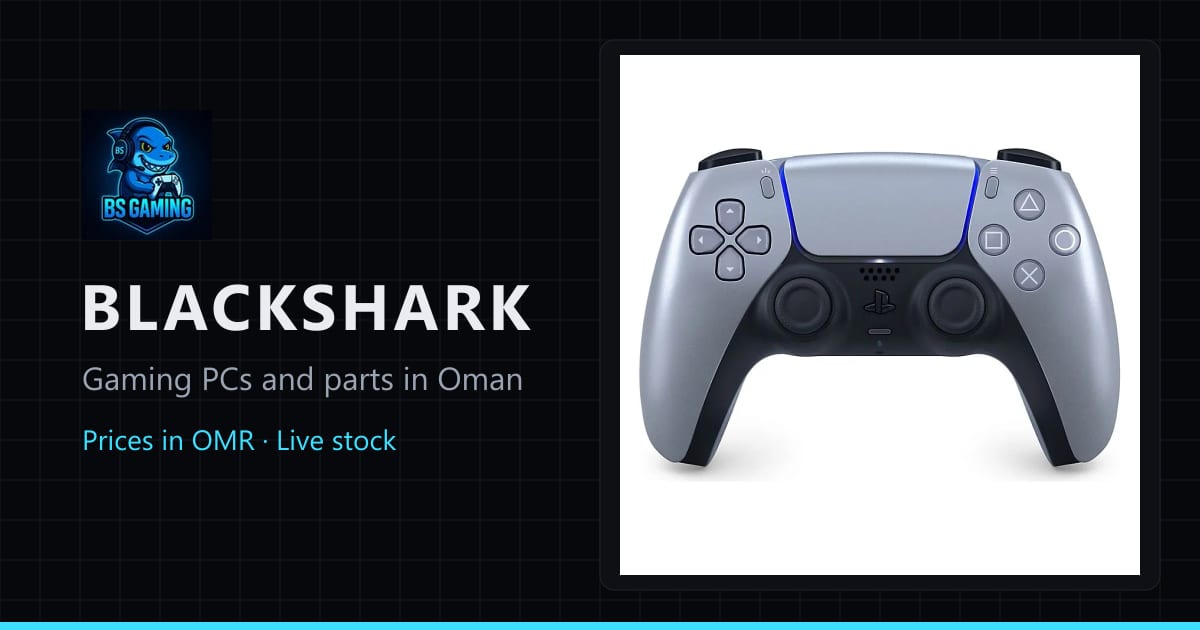 BS
BS GAMING
BLACKSHARK
Gaming PCs and parts in Oman
Prices in OMR · Live stock